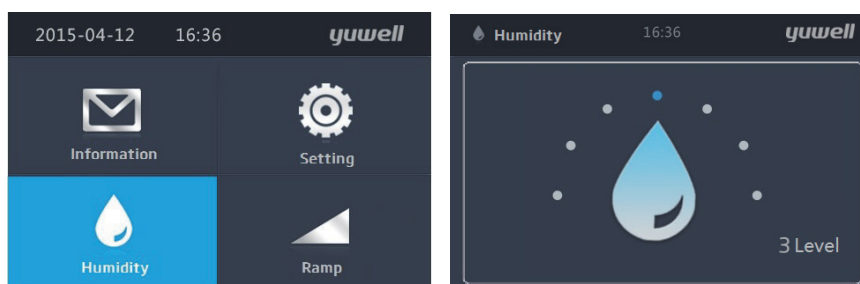 2015-04-12 16:36 yuwell
Information Setting
Humidity Ramp
Humidity 16:36 yuwell
3 Level